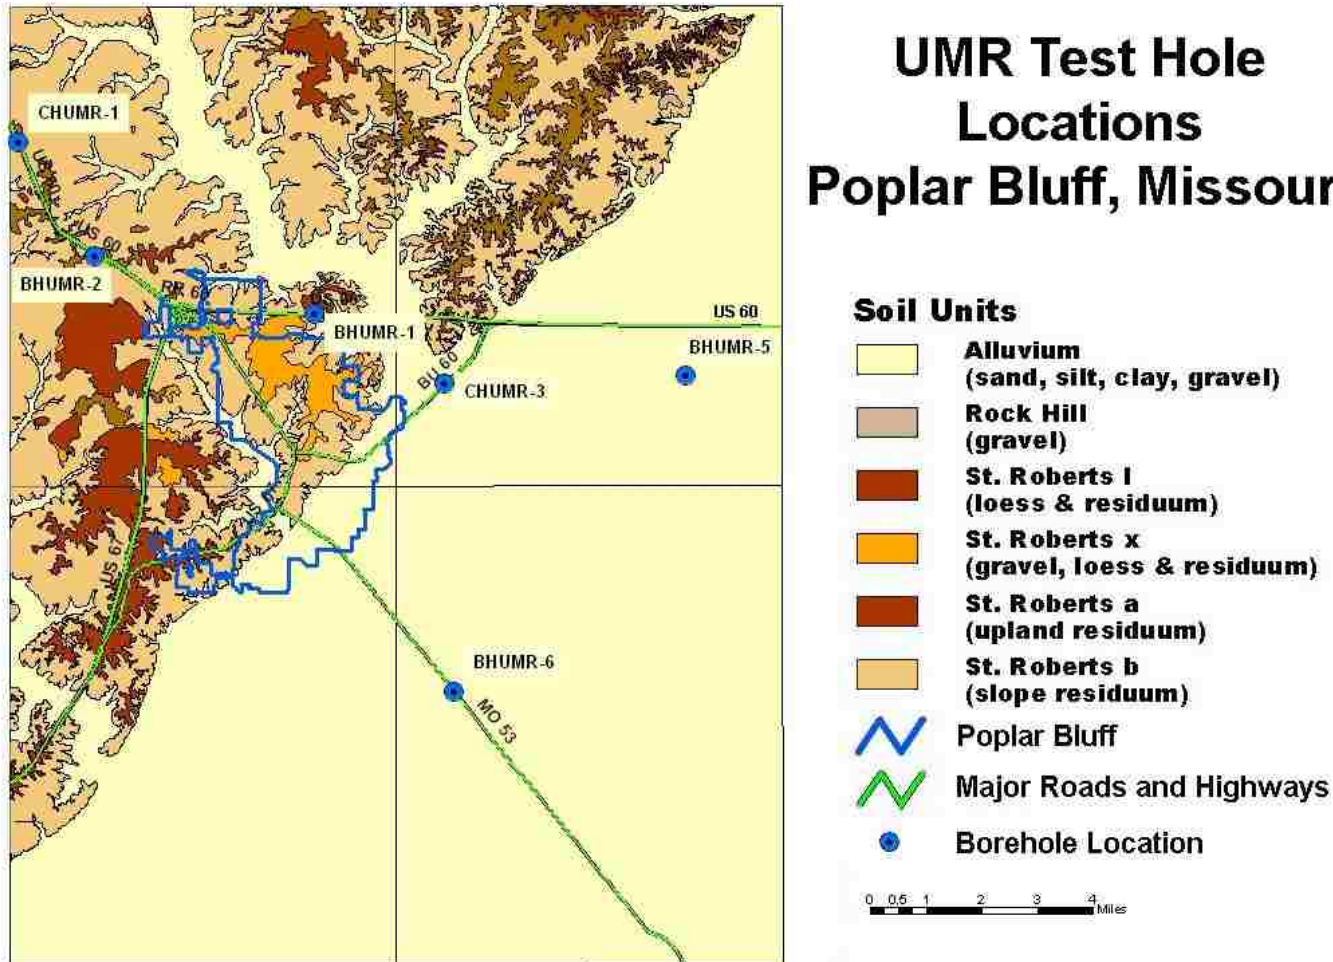 UMR Test Hole
Locations
Poplar Bluff, Missour
CHUMR-1
US 60
BHUMR-2
RR 60
BHUMR-1
US 60
BHUMR-5
BU 60
CHUMR-3
US 67
BHUMR-6
MO 53
Soil Units
Alluvium
(sand, silt, clay, gravel)
Rock Hill
(gravel)
St. Roberts l
(loess & residuum)
St. Roberts x
(gravel, loess & residuum)
St. Roberts a
(upland residuum)
St. Roberts b
(slope residuum)
Poplar Bluff
Major Roads and Highways
Borehole Location
0 0.5 1 2 3 4
Miles